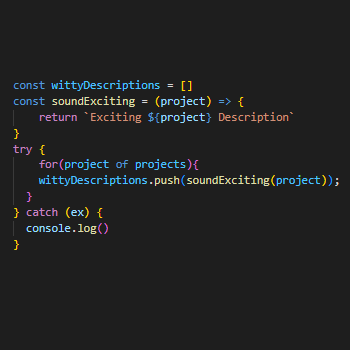 const wittyDescriptions = []
const soundExciting = (project) => {
    return `Exciting ${project} Description`
}
try {
    for(project of projects){
    wittyDescriptions.push(soundExciting(project));
  }
} catch (ex) {
  console.log()
}